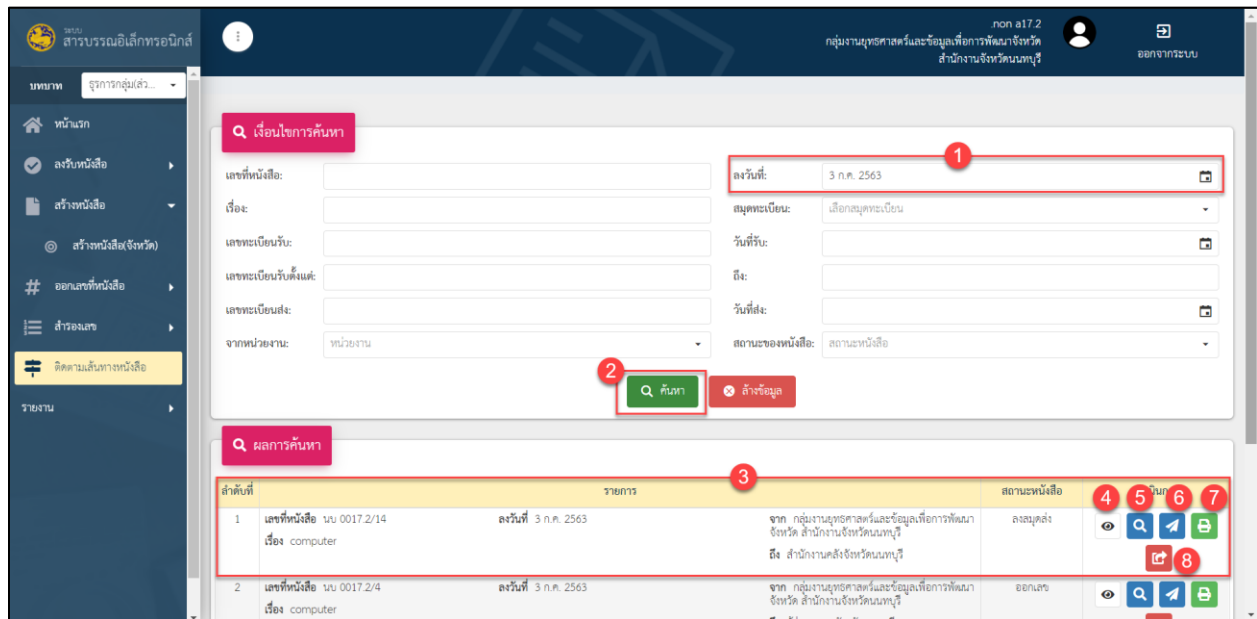 ระบบ
สารบรรณอิเล็กทรอนิกส์
.non a17.2
กลุ่มงานยุทธศาสตร์และข้อมูลเพื่อการพัฒนาจังหวัด
สำนักงานจังหวัดนนทบุรี
ออกจากระบบ
บทบาท ธุรการกลุ่ม(ส่ว...
หน้าแรก
ลงรับหนังสือ
สร้างหนังสือ
สร้างหนังสือ(จังหวัด)
ออกเลขที่หนังสือ
สำรองเลข
ติดตามเส้นทางหนังสือ
รายงาน
เงื่อนไขการค้นหา
1
เลขที่หนังสือ: ลงวันที่: 3 ก.ค. 2563
เรื่อง: สมุดทะเบียน: เลือกสมุดทะเบียน
เลขทะเบียนรับ: วันที่รับ:
เลขทะเบียนรับตั้งแต่: ถึง:
เลขทะเบียนส่ง: วันที่ส่ง:
จากหน่วยงาน: หน่วยงาน สถานะของหนังสือ: สถานะหนังสือ
2
ค้นหา ล้างข้อมูล
ผลการค้นหา
3
ลำดับที่ รายการ สถานะหนังสือ
4 5 6 7
1 เลขที่หนังสือ นบ 0017.2/14 ลงวันที่ 3 ก.ค. 2563 จาก กลุ่มงานยุทธศาสตร์และข้อมูลเพื่อการพัฒนา ลงสมุดส่ง
จังหวัด สำนักงานจังหวัดนนทบุรี
เรื่อง computer
ถึง สำนักงานคลังจังหวัดนนทบุรี
8
2 เลขที่หนังสือ นบ 0017.2/4 ลงวันที่ 3 ก.ค. 2563 จาก กลุ่มงานยุทธศาสตร์และข้อมูลเพื่อการพัฒนา ออกเลข
จังหวัด สำนักงานจังหวัดนนทบุรี
เรื่อง computer